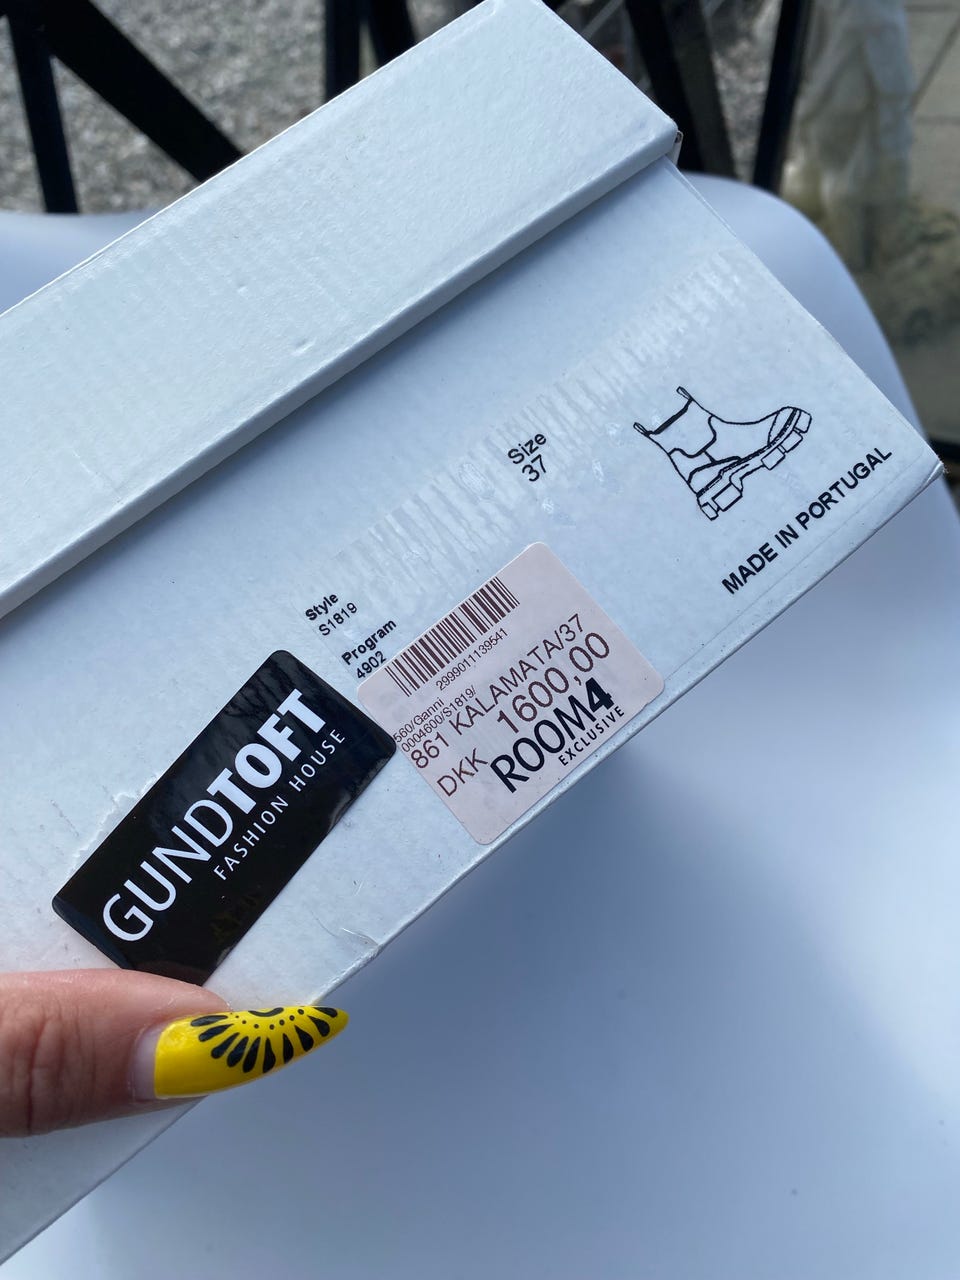 Size
37
MADE IN PORTUGAL
Style
S1819
Program
4902
2999011139541
560/Ganni
0004600/S1819/
861 KALAMATA/37
DKK 1600,00
ROOM4
EXCLUSIVE
GUNDTOFT
FASHION HOUSE